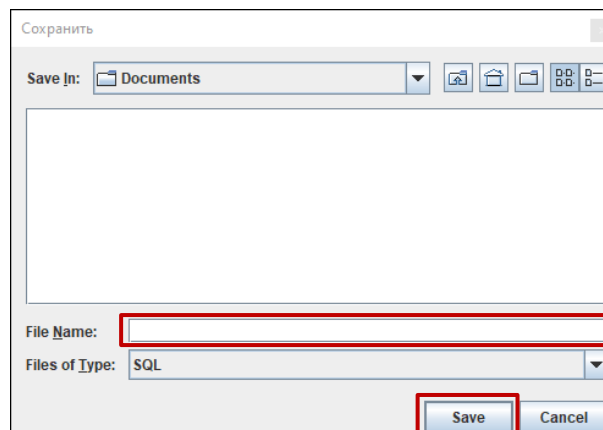 Сохранить
Save In: Documents
File Name:
Files of Type: SQL
Save Cancel